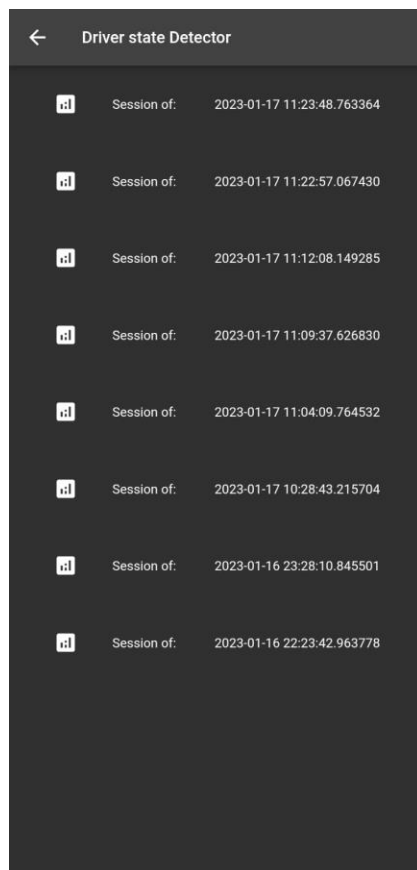 Driver state Detector
Session of: 2023-01-17 11:23:48.763364
Session of: 2023-01-17 11:22:57.067430
Session of: 2023-01-17 11:12:08.149285
Session of: 2023-01-17 11:09:37.626830
Session of: 2023-01-17 11:04:09.764532
Session of: 2023-01-17 10:28:43.215704
Session of: 2023-01-16 23:28:10.845501
Session of: 2023-01-16 22:23:42.963778